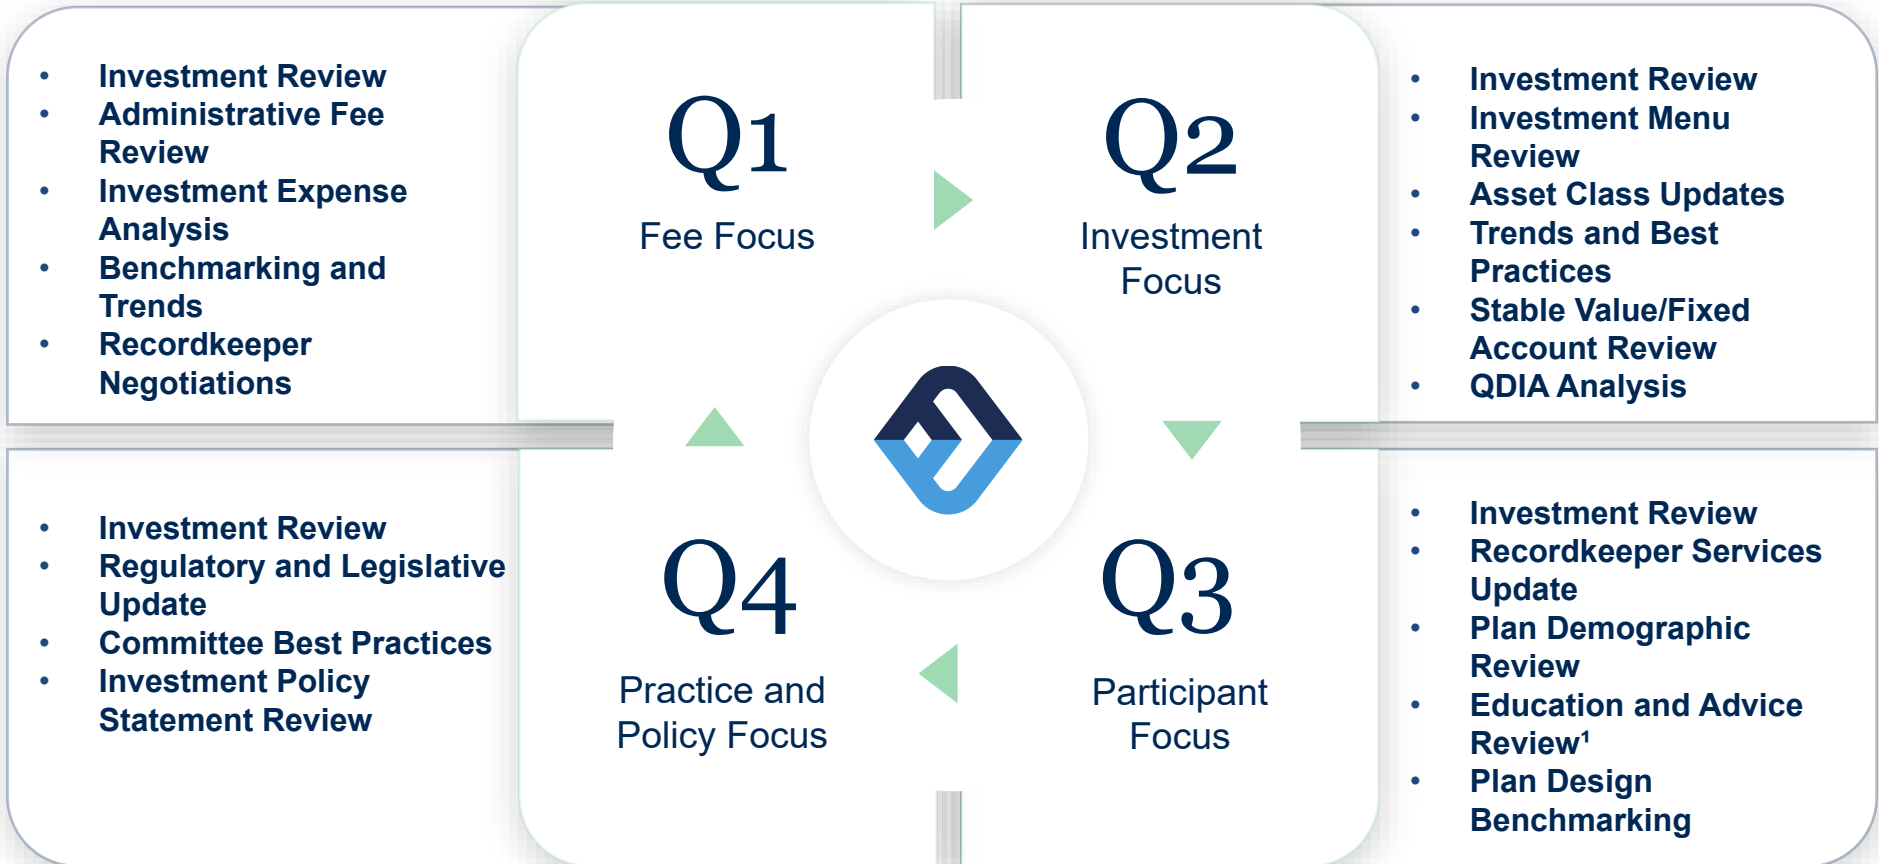 • Investment Review
• Administrative Fee
Review
• Investment Expense
Analysis
• Benchmarking and
Trends
• Recordkeeper
Negotiations
Q1
Fee Focus
Q2
Investment
Focus
• Investment Review
• Investment Menu
Review
• Asset Class Updates
• Trends and Best
Practices
• Stable Value/Fixed
Account Review
• QDIA Analysis
• Investment Review
• Regulatory and Legislative
Update
• Committee Best Practices
• Investment Policy
Statement Review
Q4
Practice and
Policy Focus
Q3
Participant
Focus
• Investment Review
• Recordkeeper Services
Update
• Plan Demographic
Review
• Education and Advice
Review¹
• Plan Design
Benchmarking